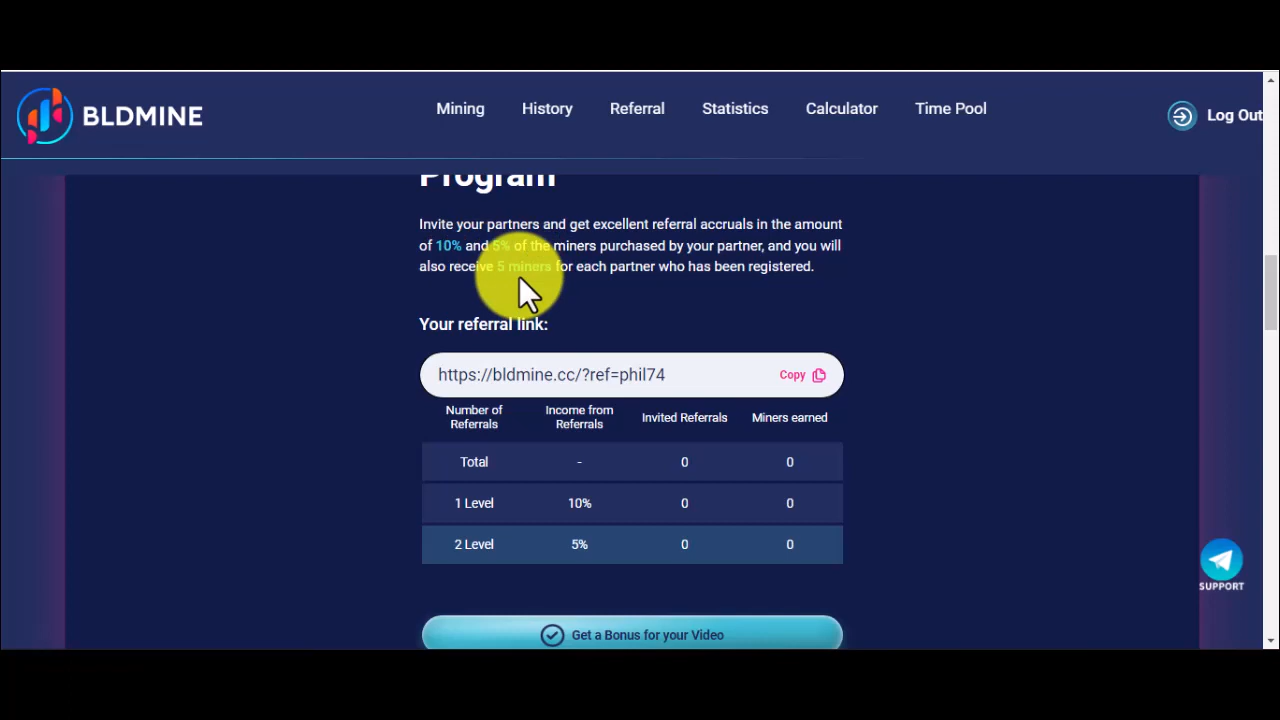 BLDMINE
Mining History Referral Statistics Calculator Time Pool
Log Out
Program
Invite your partners and get excellent referral accruals in the amount
of 10% and 5% of the miners purchased by your partner, and you will
also receive 5 miners for each partner who has been registered.
Your referral link:
https://bldmine.cc/?ref=phil74 Copy
Number of Referrals Income from Referrals Invited Referrals Miners earned
Total - 0 0
1 Level 10% 0 0
2 Level 5% 0 0
SUPPORT
Get a Bonus for your Video